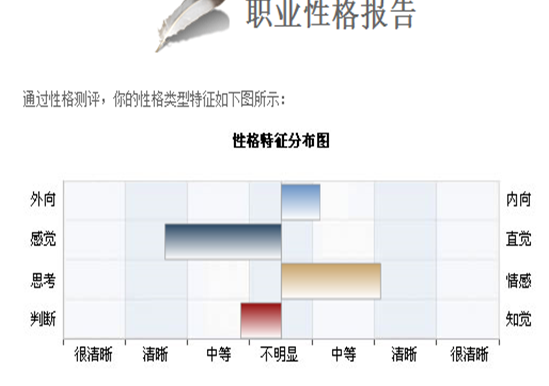 职业性格报告
通过性格测评，你的性格类型特征如下图所示：
性格特征分布图
外向 内向
感觉 直觉
思考 情感
判断 知觉
很清晰 清晰 中等 不明显 中等 清晰 很清晰